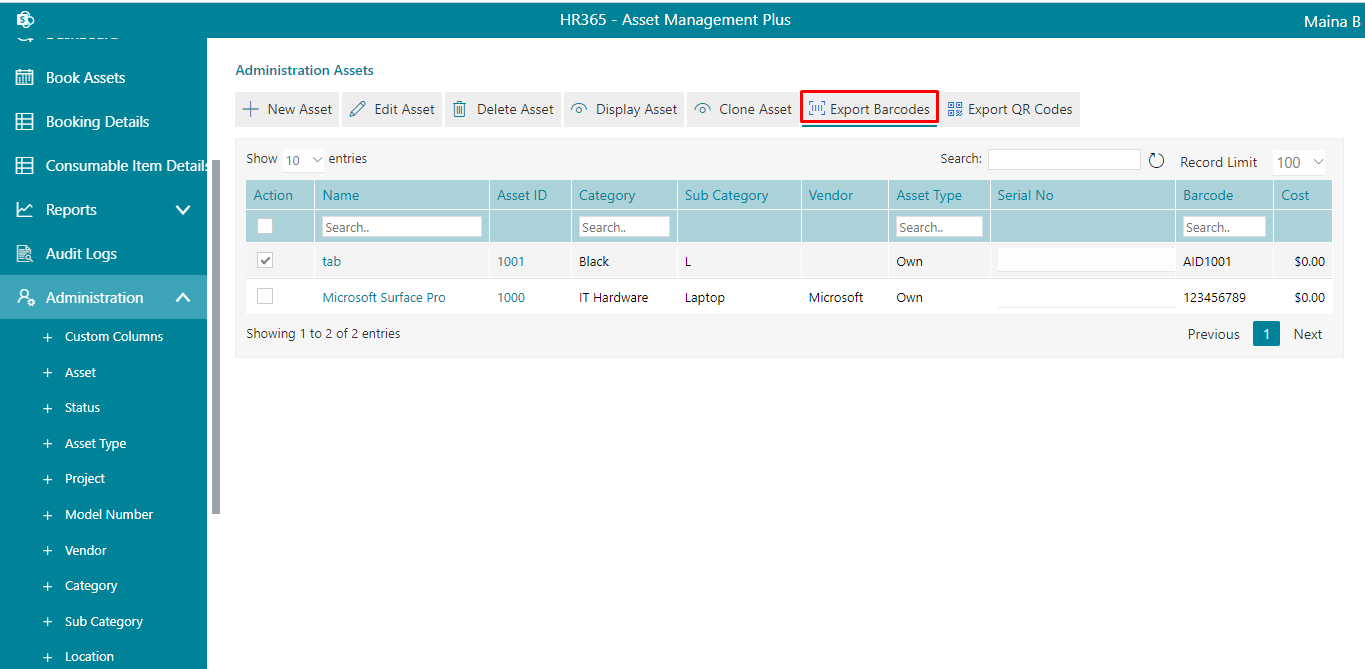 HR365 - Asset Management Plus
Maina B
Book Assets
Booking Details
Consumable Item Details
Reports
Audit Logs
Administration
+ Custom Columns
+ Asset
+ Status
+ Asset Type
+ Project
+ Model Number
+ Vendor
+ Category
+ Sub Category
+ Location
Administration Assets
New Asset Edit Asset Delete Asset Display Asset Clone Asset Export Barcodes Export QR Codes
Show 10 entries Search: Record Limit 100
Action Name Asset ID Category Sub Category Vendor Asset Type Serial No Barcode Cost
Search.. Search.. Search.. Search..
tab 1001 Black L Own AID1001 $0.00
Microsoft Surface Pro 1000 IT Hardware Laptop Microsoft Own 123456789 $0.00
Showing 1 to 2 of 2 entries Previous 1 Next